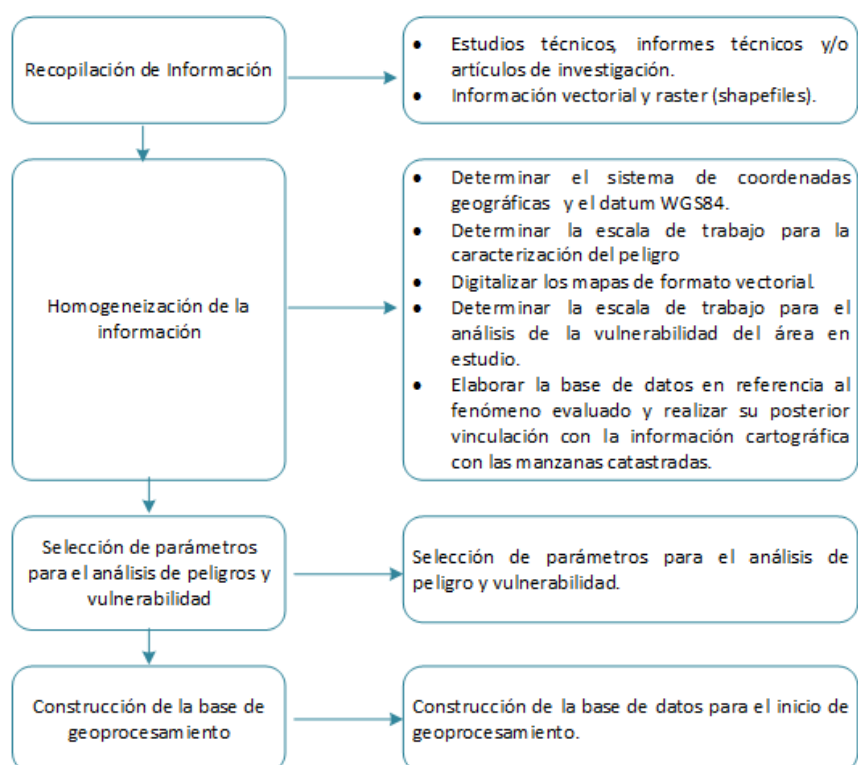 Recopilación de Información
• Estudios técnicos, informes técnicos y/o
artículos de investigación.
• Información vectorial y raster (shapefiles).
Homogeneización de la
información
• Determinar el sistema de coordenadas
geográficas y el datum WGS84.
• Determinar la escala de trabajo para la
caracterización del peligro
• Digitalizar los mapas de formato vectorial.
• Determinar la escala de trabajo para el
análisis de la vulnerabilidad del área en
estudio.
• Elaborar la base de datos en referencia al
fenómeno evaluado y realizar su posterior
vinculación con la información cartográfica
con las manzanas catastradas.
Selección de parámetros
para el análisis de peligros y
vulnerabilidad
Selección de parámetros para el análisis de
peligro y vulnerabilidad.
Construcción de la base de
geoprocesamiento
Construcción de la base de datos para el inicio de
geoprocesamiento.